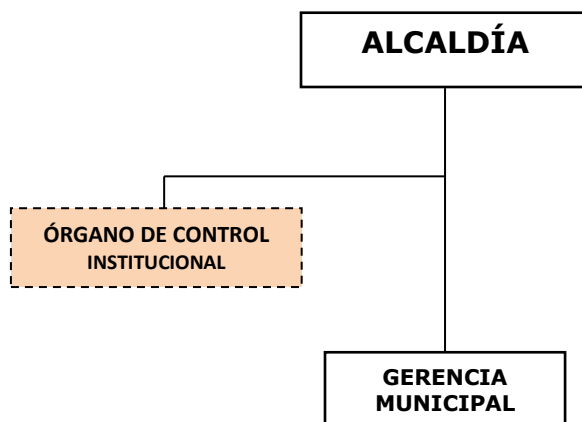 ALCALDÍA
ÓRGANO DE CONTROL
INSTITUCIONAL
GERENCIA
MUNICIPAL